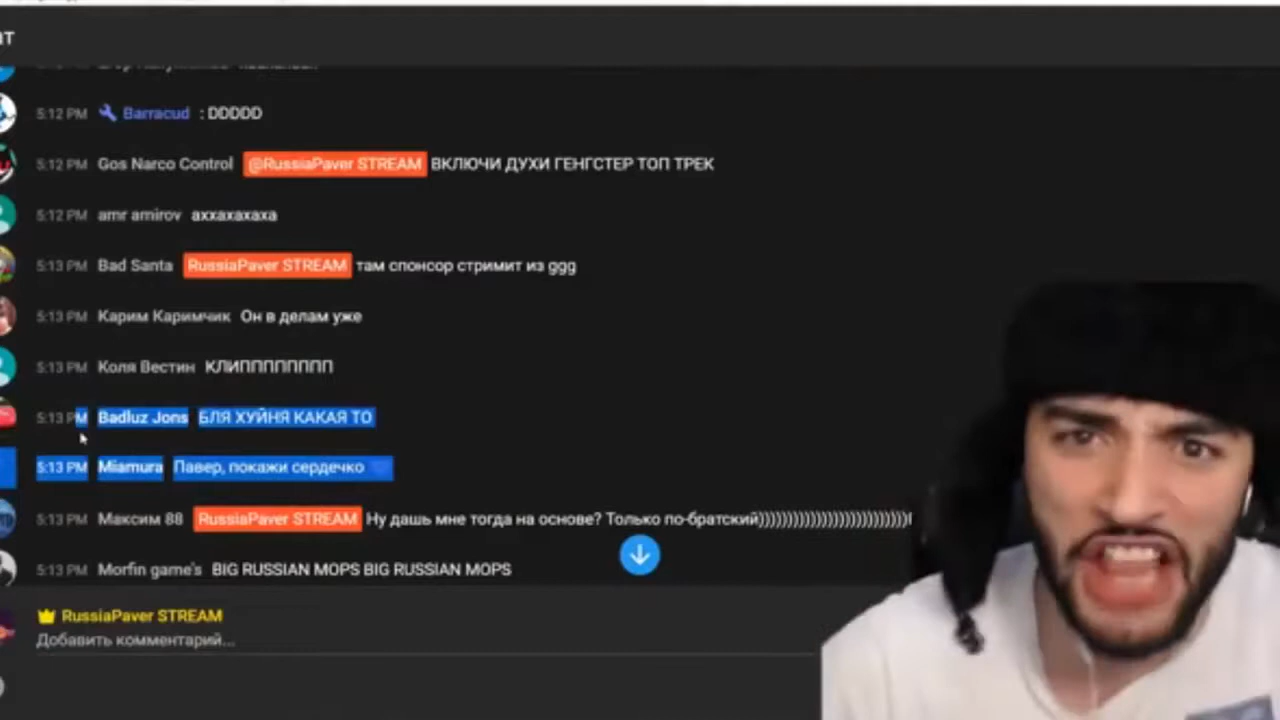 5:12 PM Barracud : DDDDD
5:12 PM Gos Narco Control @RussiaPaver STREAM ВКЛЮЧИ ДУХИ ГЕНГСТЕР ТОП ТРЕК
5:12 PM amr amirov аххахахаха
5:13 PM Bad Santa RussiaPaver STREAM там спонсор стримит из ggg
5:13 PM Карим Каримчик Он в делам уже
5:13 PM Коля Вестин КЛИПППППППП
5:13 PM Badluz Jons БЛЯ ХУЙНЯ КАКАЯ ТО
5:13 PM Miamura Павер, покажи сердечко
5:13 PM Максим 88 RussiaPaver STREAM Ну дашь мне тогда на основе? Только по-братский))))))))))))))))))))))))))))
5:13 PM Morfin game's BIG RUSSIAN MOPS BIG RUSSIAN MOPS
RussiaPaver STREAM
Добавить комментарий...